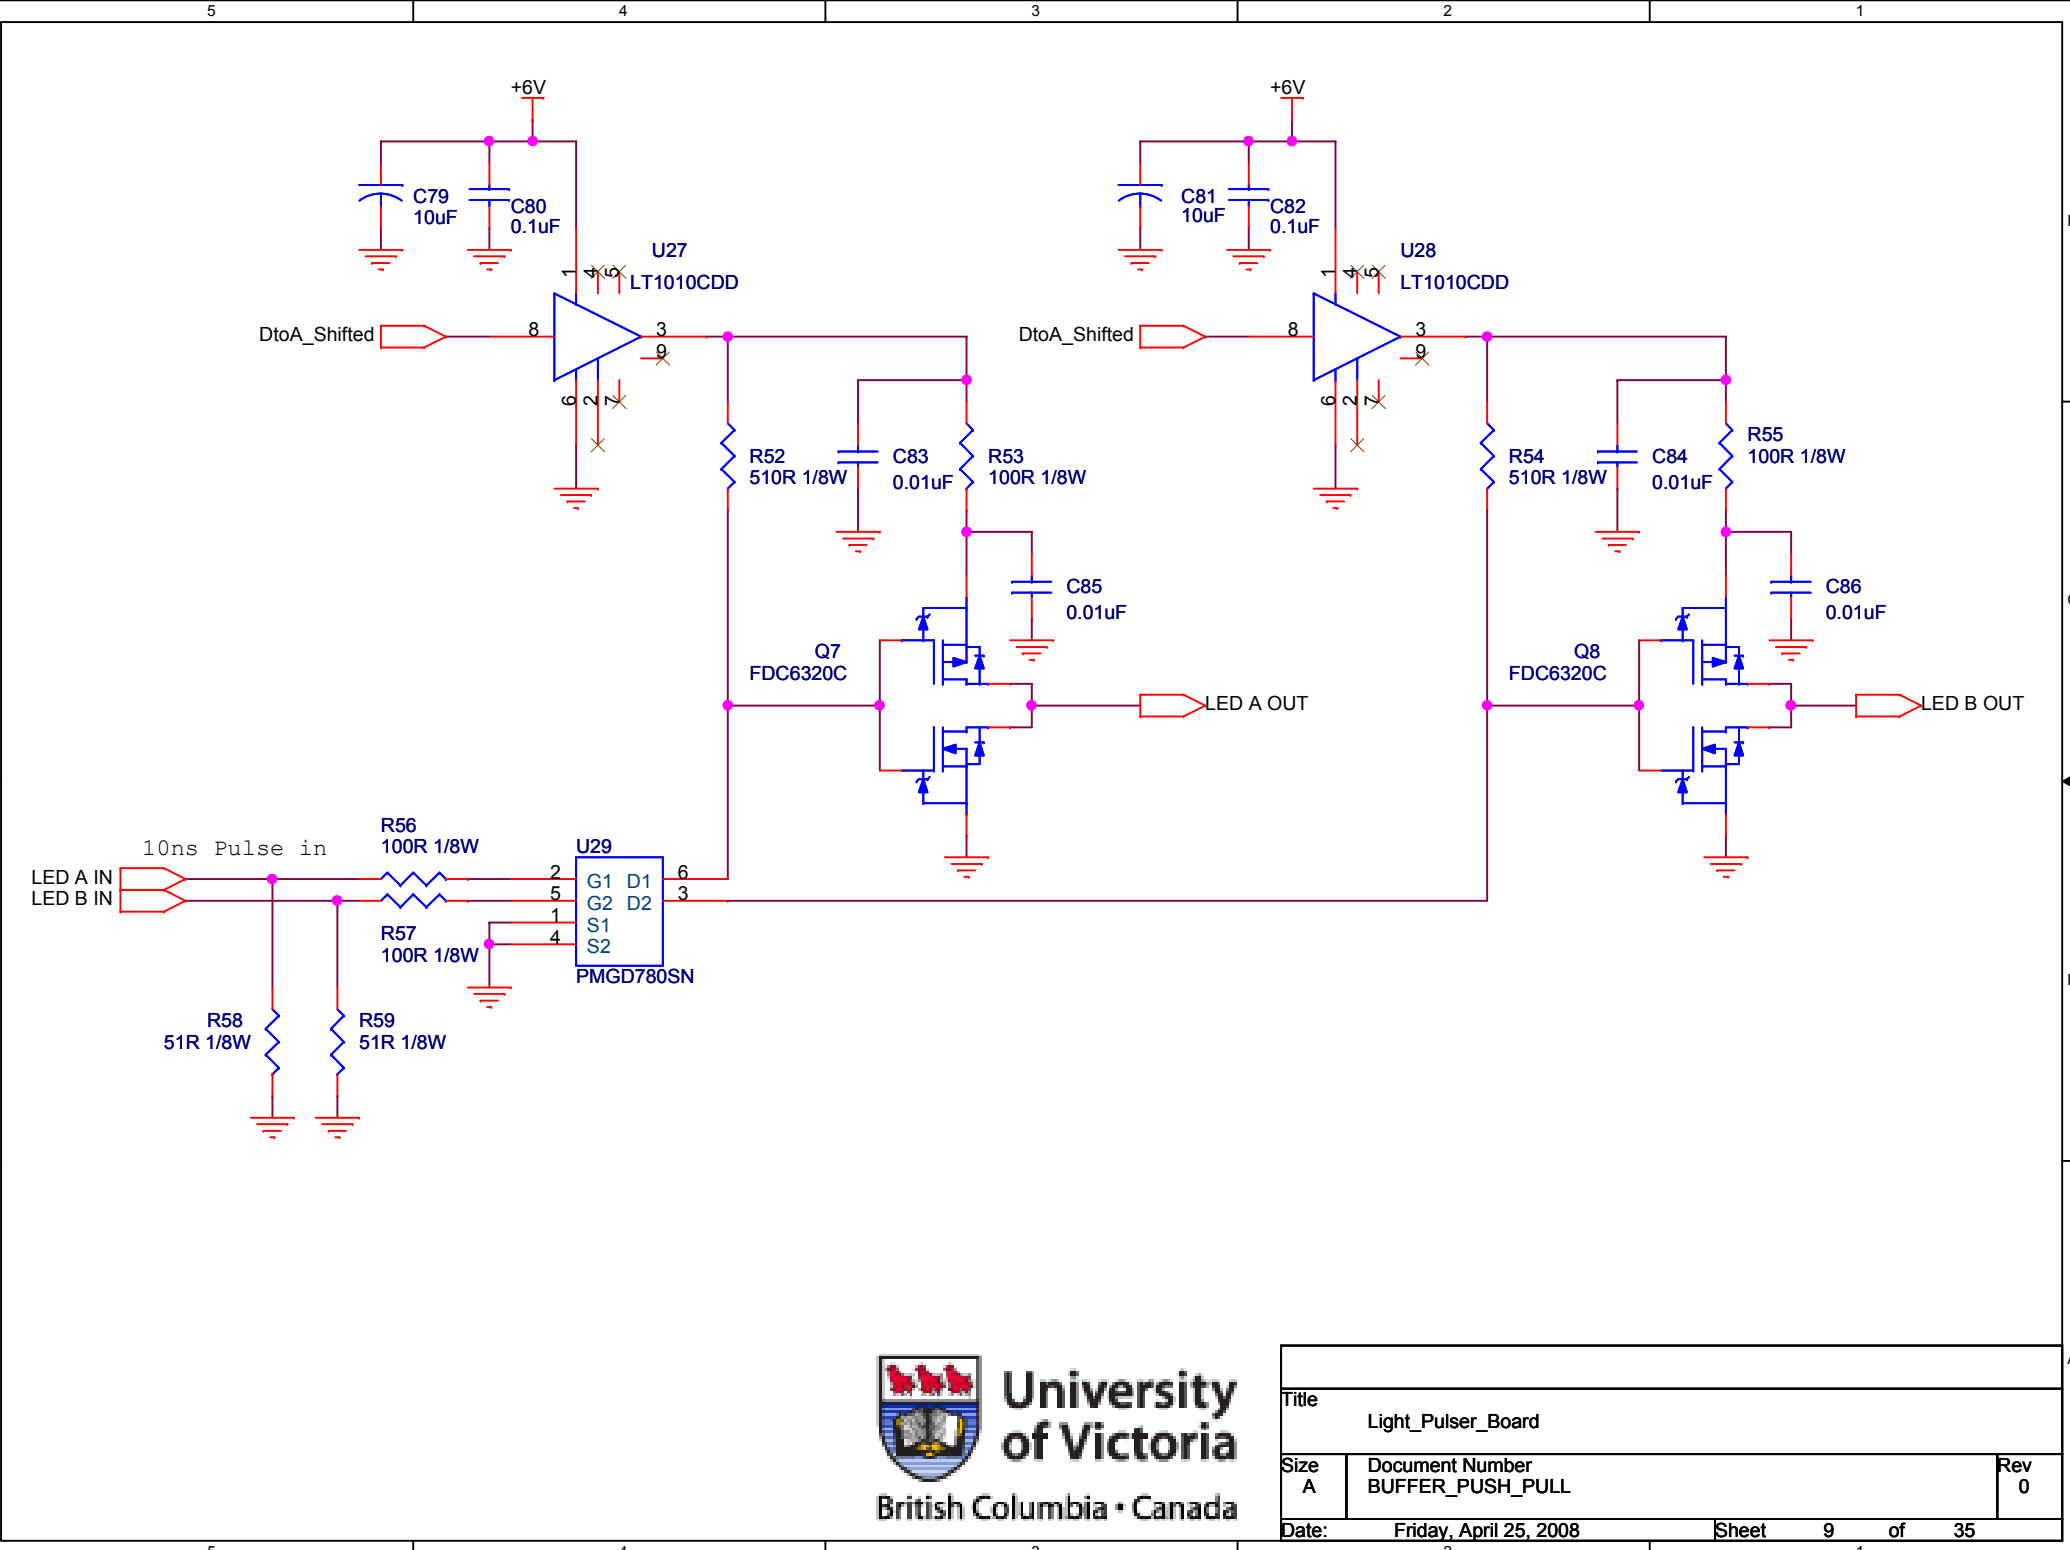 5 4 3 2 1
+6V
+6V
C79
10uF
C80
0.1uF
C81
10uF
C82
0.1uF
U27
LT1010CDD
U28
LT1010CDD
1 4 5
1 4 5
DtoA_Shifted
8
3
9
DtoA_Shifted
8
3
9
6 2 7
6 2 7
R52
510R 1/8W
C83
0.01uF
R53
100R 1/8W
R54
510R 1/8W
C84
0.01uF
R55
100R 1/8W
C85
0.01uF
C86
0.01uF
Q7
FDC6320C
Q8
FDC6320C
LED A OUT
LED B OUT
10ns Pulse in
LED A IN
LED B IN
R56
100R 1/8W
R57
100R 1/8W
U29
2 G1 D1 6
5 G2 D2 3
1 S1
4 S2
PMGD780SN
R58
51R 1/8W
R59
51R 1/8W
University
of Victoria
British Columbia • Canada
Title
Light_Pulser_Board
Size
A
Document Number
BUFFER_PUSH_PULL
Rev
0
Date: Friday, April 25, 2008 Sheet 9 of 35